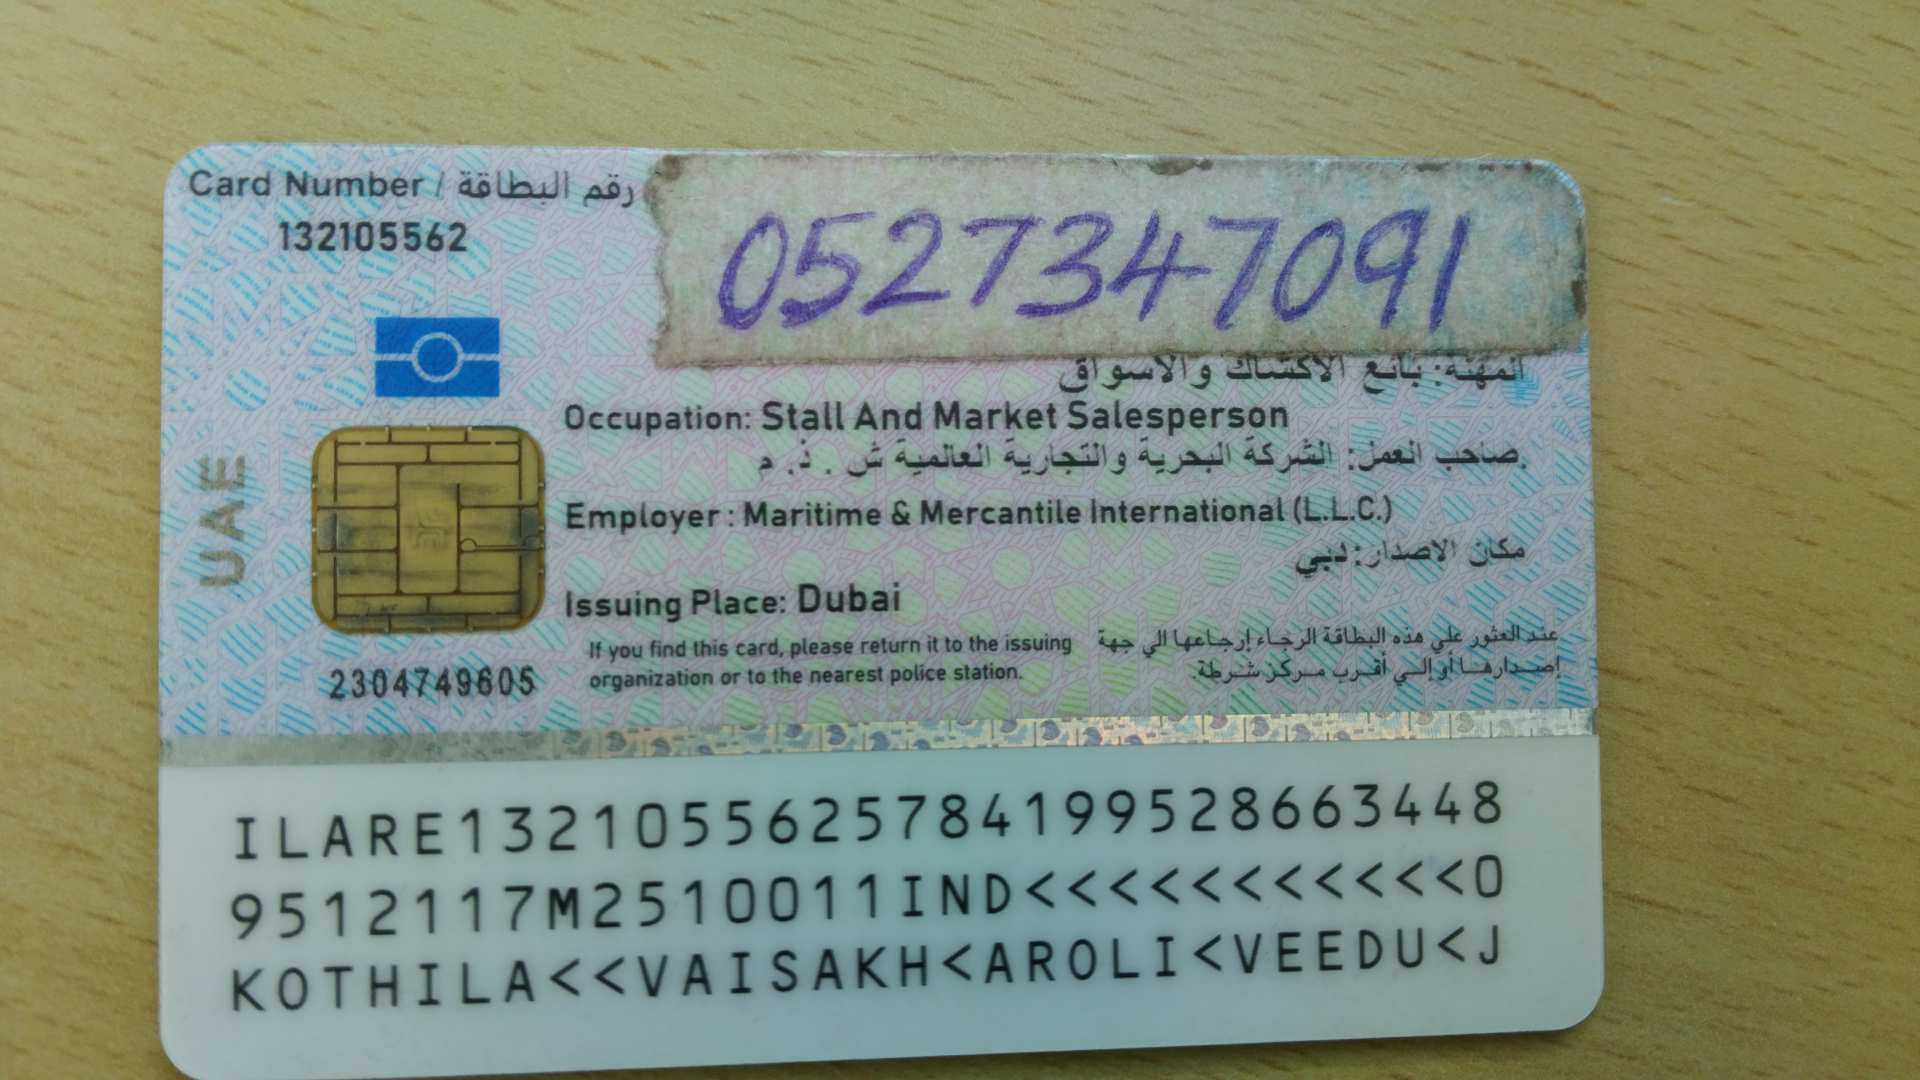 Card Number / رقم البطاقة
132105562
0527347091
المهنة: بائع الاكشاك والاسواق
Occupation: Stall And Market Salesperson
صاحب العمل: الشركة البحرية والتجارية العالمية ش . ذ. م.
Employer : Maritime & Mercantile International (L.L.C.)
مكان الاصدار: دبي
Issuing Place: Dubai
UAE
2304749605
If you find this card, please return it to the issuing
organization or to the nearest police station.
عند العثور علي هذه البطاقة الرجاء إرجاعها الي جهة
إصدارها أو إلي أقرب مركز شرطة.
ILARE1321055625784199528663448
9512117M2510011IND<<<<<<<<<<<0
KOTHILA<<VAISAKH<AROLI<VEEDU<J